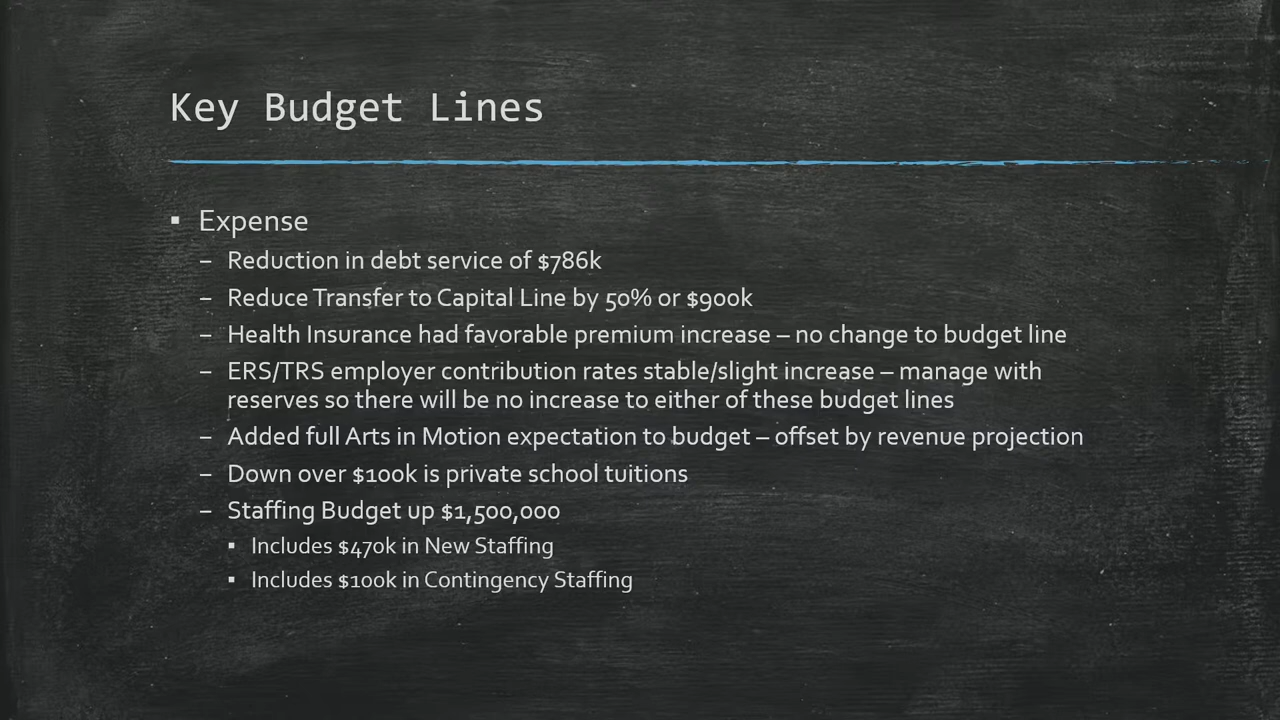 Key Budget Lines
▪ Expense
– Reduction in debt service of $786k
– Reduce Transfer to Capital Line by 50% or $900k
– Health Insurance had favorable premium increase – no change to budget line
– ERS/TRS employer contribution rates stable/slight increase – manage with
reserves so there will be no increase to either of these budget lines
– Added full Arts in Motion expectation to budget – offset by revenue projection
– Down over $100k is private school tuitions
– Staffing Budget up $1,500,000
▪ Includes $470k in New Staffing
▪ Includes $100k in Contingency Staffing